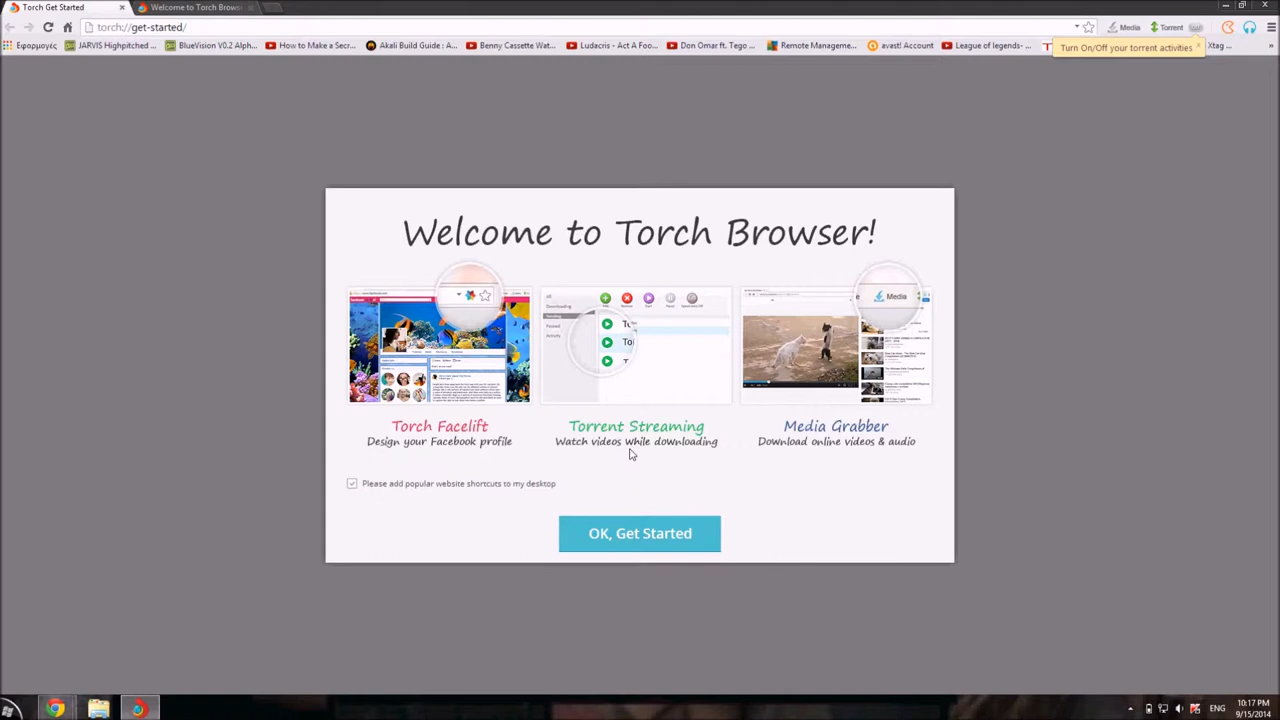 Torch Get Started
Welcome to Torch Brows
torch://get-started/
Media
Torrent
Εφαρμογές
JARVIS Highpitched ...
BlueVision V0.2 Alph...
How to Make a Secr...
Akali Build Guide : A...
Benny Cassette Wat...
Ludacris - Act A Foo...
Don Omar ft. Tego ...
Remote Manageme...
avast! Account
League of legends- ...
Xtag ...
Turn On/Off your torrent activities
Welcome to Torch Browser!
Media
Torch Facelift
Design your Facebook profile
Torrent Streaming
Watch videos while downloading
Media Grabber
Download online videos & audio
Please add popular website shortcuts to my desktop
OK, Get Started
ENG
10:17 PM
9/15/2014